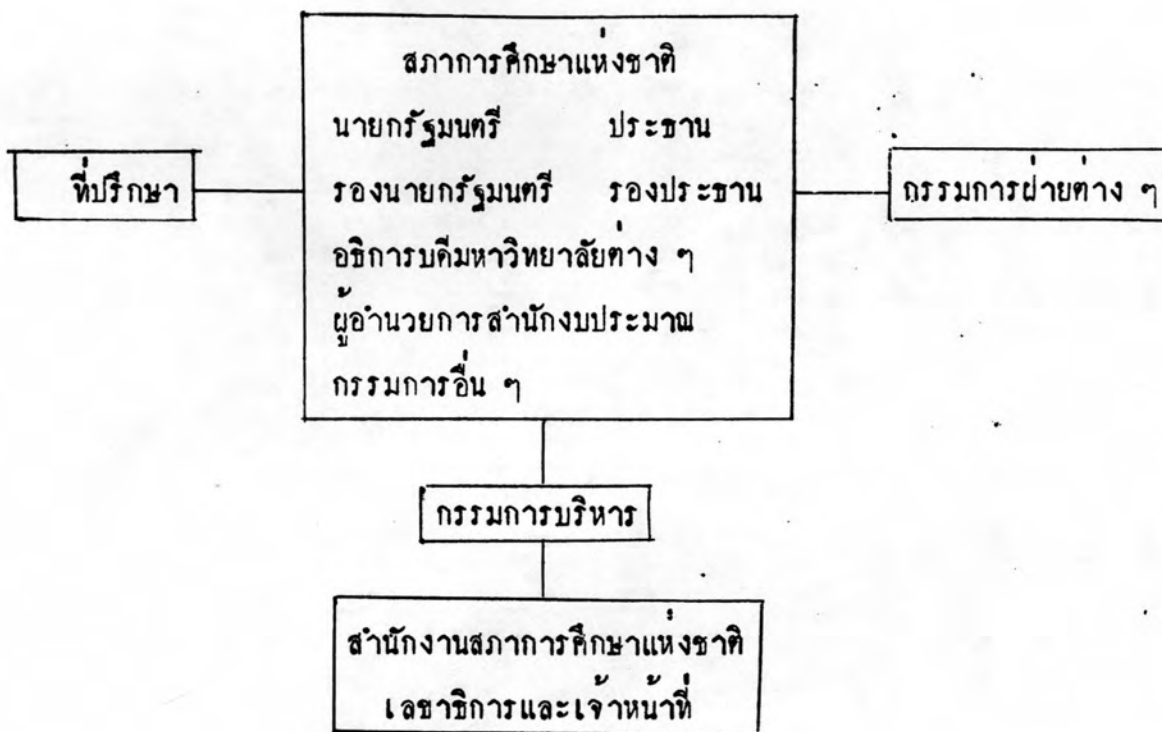 สภาการศึกษาแห่งชาติ
นายกรัฐมนตรี ประธาน
ที่ปรึกษา
รองนายกรัฐมนตรี รองประธาน
กรรมการฝ่ายต่าง ๆ
อธิการบดีมหาวิทยาลัยต่าง ๆ
ผู้อำนวยการสำนักงบประมาณ
กรรมการอื่น ๆ
กรรมการบริหาร
สำนักงานสภาการศึกษาแห่งชาติ
เลขาธิการและเจ้าหน้าที่